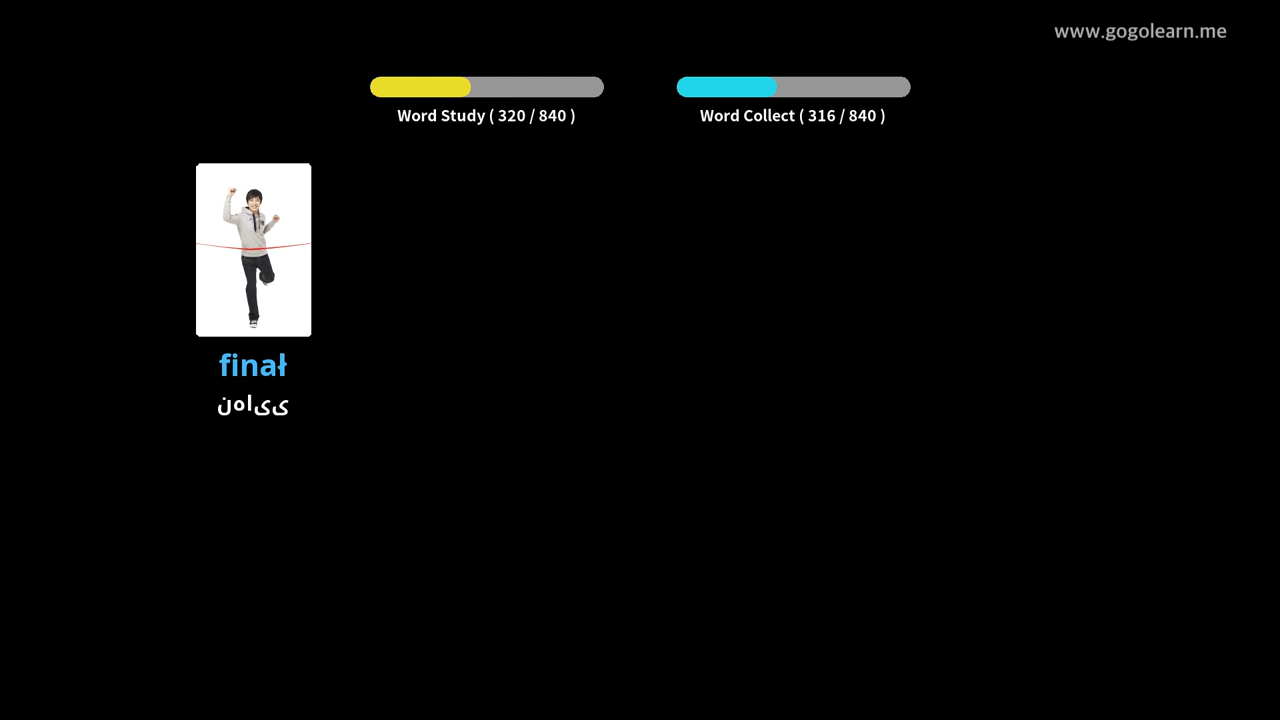 www.gogolearn.me
Word Study ( 320 / 840 )
Word Collect ( 316 / 840 )
finał
نهایی